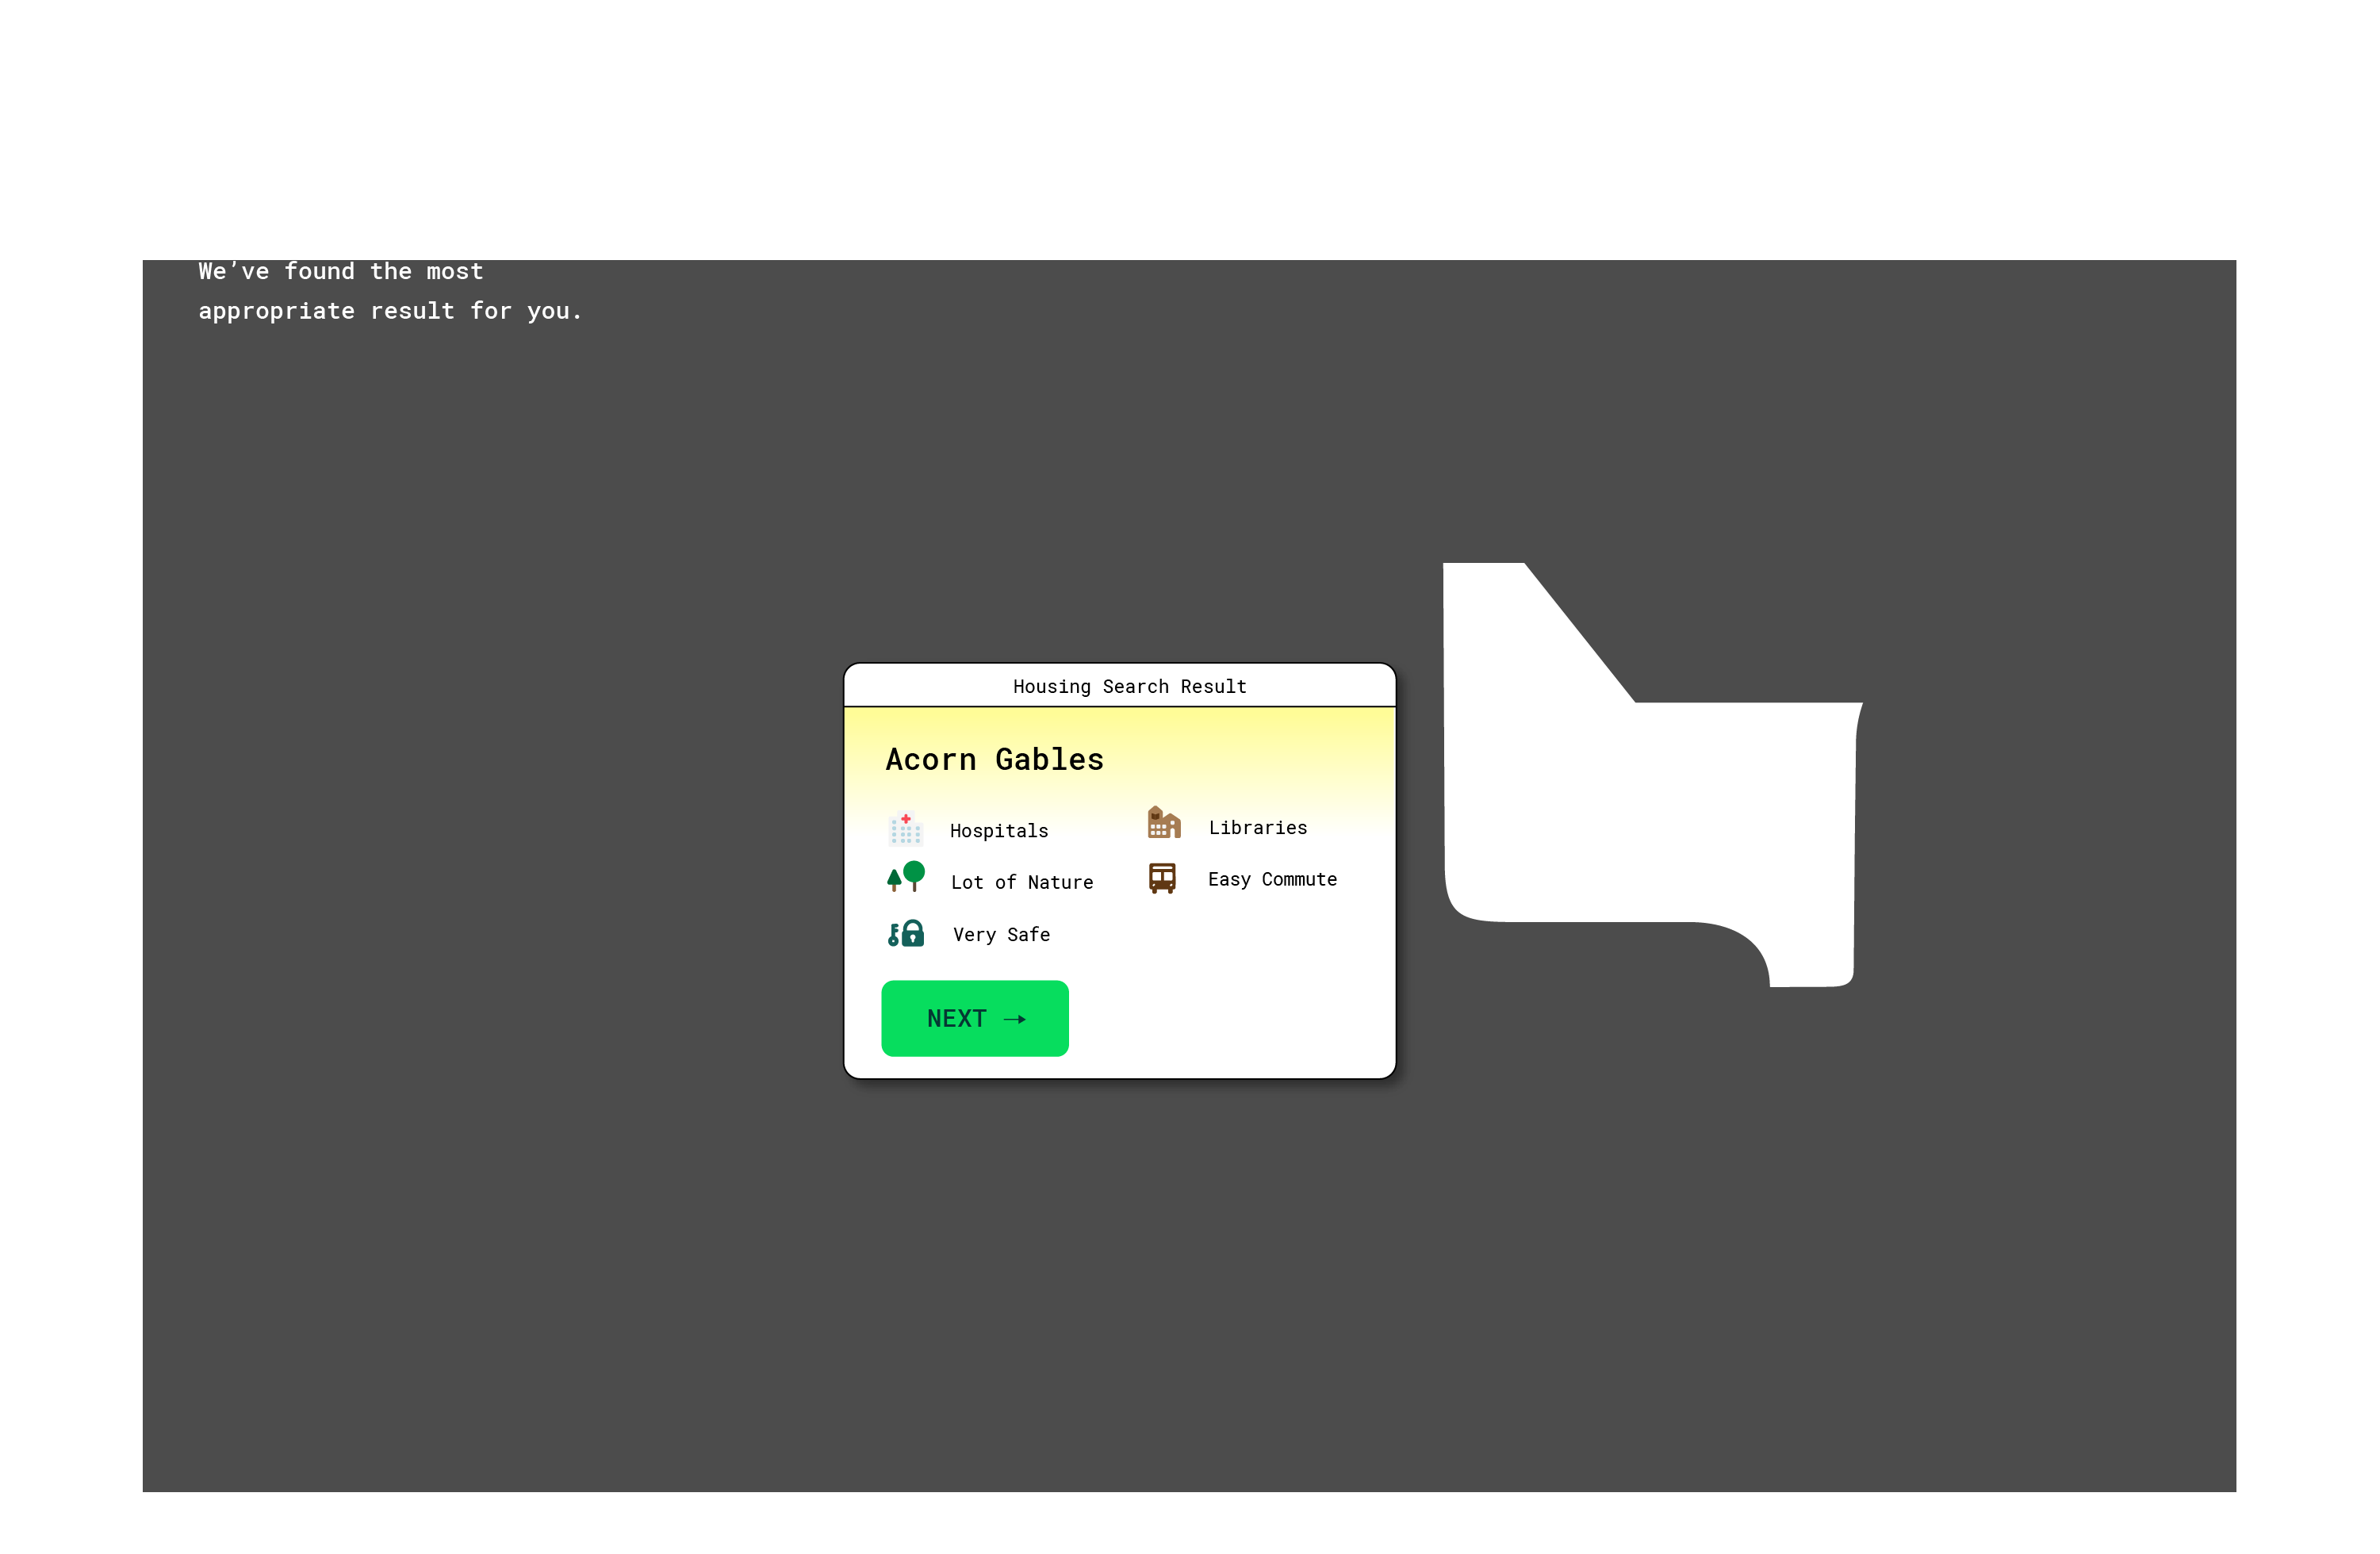 We’ve found the most
appropriate result for you.
Housing Search Result
Acorn Gables
Hospitals
Libraries
Lot of Nature
Easy Commute
Very Safe
NEXT →